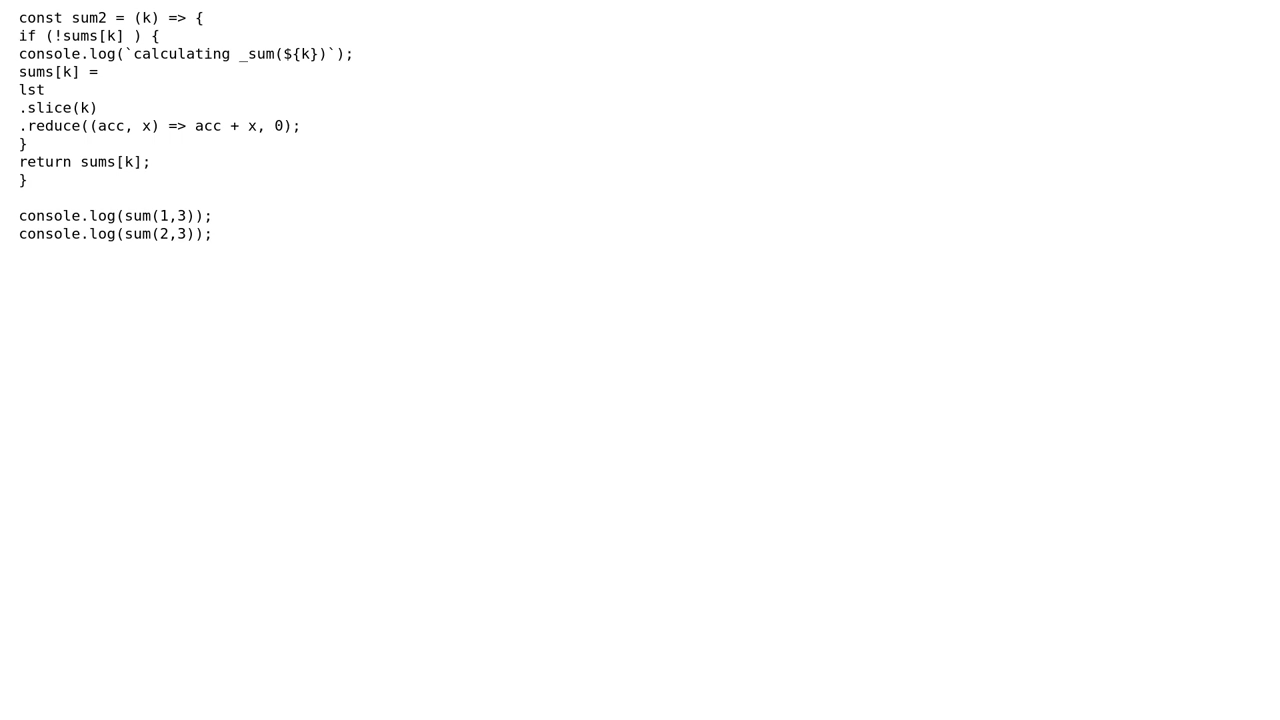 const sum2 = (k) => {
if (!sums[k] ) {
console.log(`calculating _sum(${k})`);
sums[k] =
lst
.slice(k)
.reduce((acc, x) => acc + x, 0);
}
return sums[k];
}

console.log(sum(1,3));
console.log(sum(2,3));